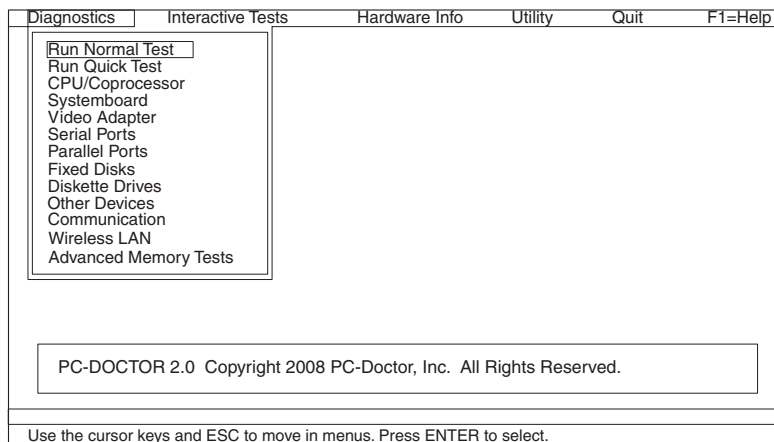 Diagnostics Interactive Tests Hardware Info Utility Quit F1=Help
Run Normal Test
Run Quick Test
CPU/Coprocessor
Systemboard
Video Adapter
Serial Ports
Parallel Ports
Fixed Disks
Diskette Drives
Other Devices
Communication
Wireless LAN
Advanced Memory Tests
PC-DOCTOR 2.0 Copyright 2008 PC-Doctor, Inc. All Rights Reserved.
Use the cursor keys and ESC to move in menus. Press ENTER to select.